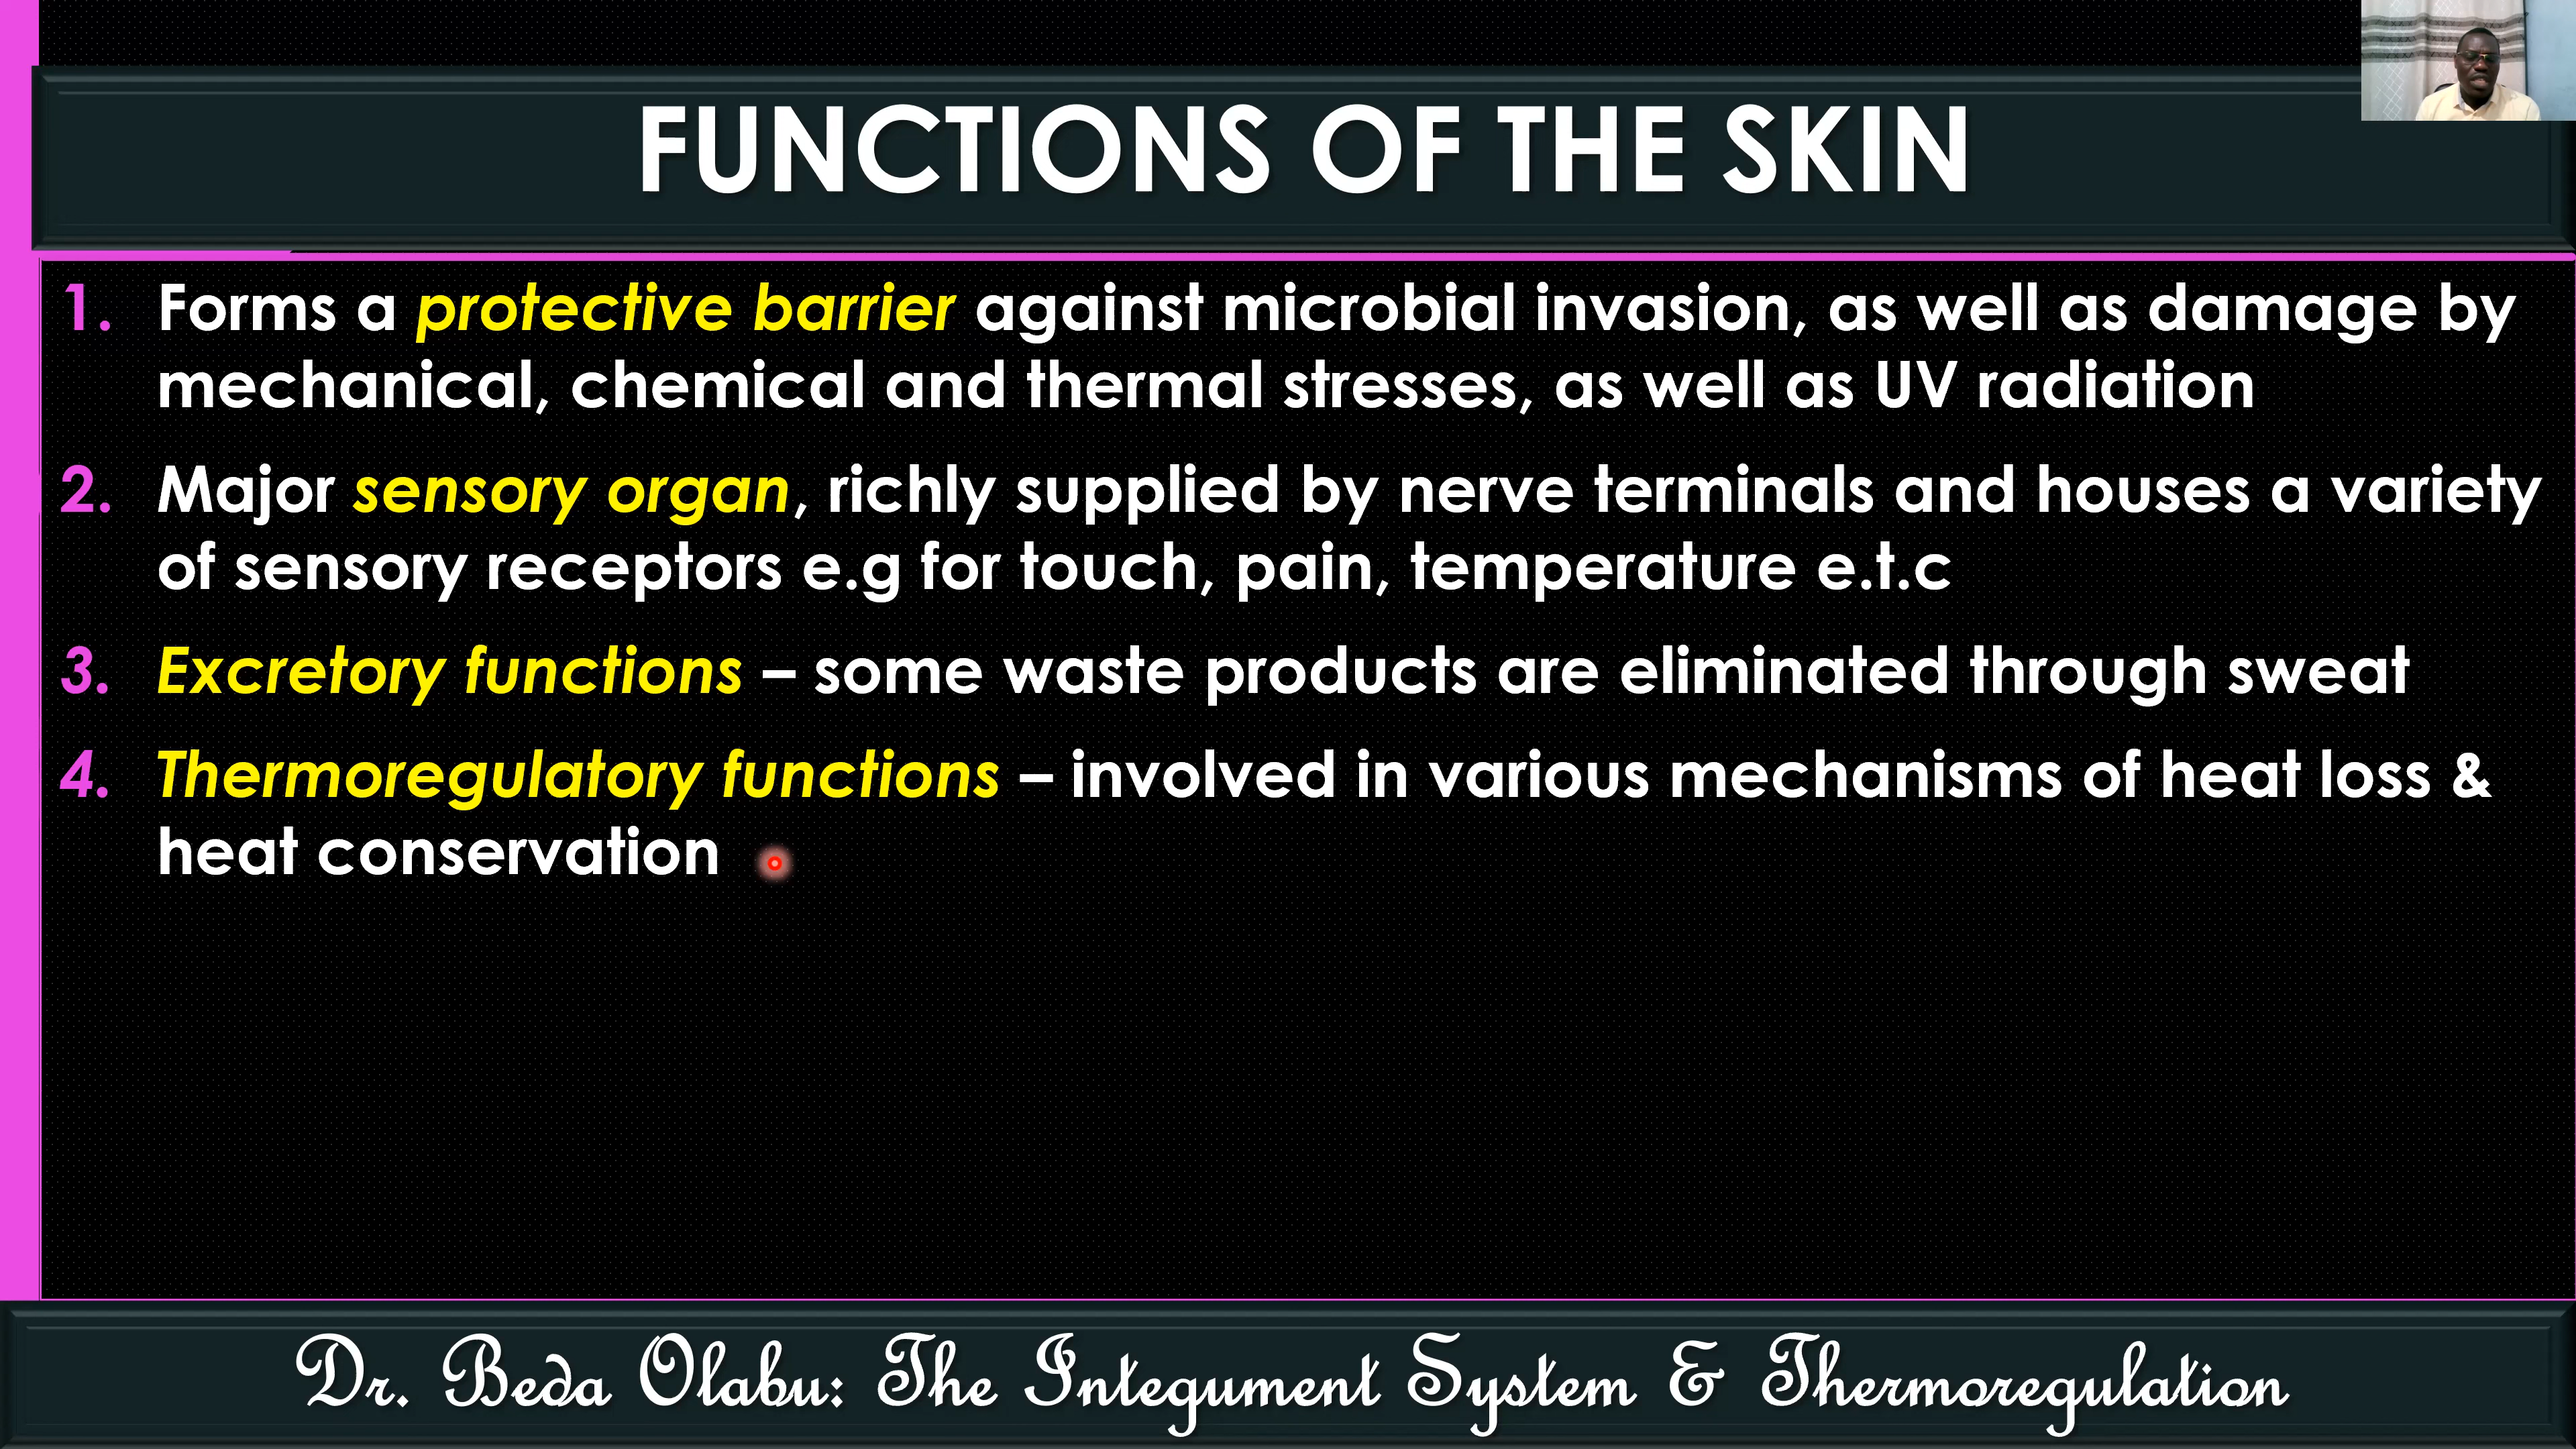 FUNCTIONS OF THE SKIN
1. Forms a protective barrier against microbial invasion, as well as damage by
mechanical, chemical and thermal stresses, as well as UV radiation
2. Major sensory organ, richly supplied by nerve terminals and houses a variety
of sensory receptors e.g for touch, pain, temperature e.t.c
3. Excretory functions – some waste products are eliminated through sweat
4. Thermoregulatory functions – involved in various mechanisms of heat loss &
heat conservation
Dr. Beda Olabu: The Integument System & Thermoregulation